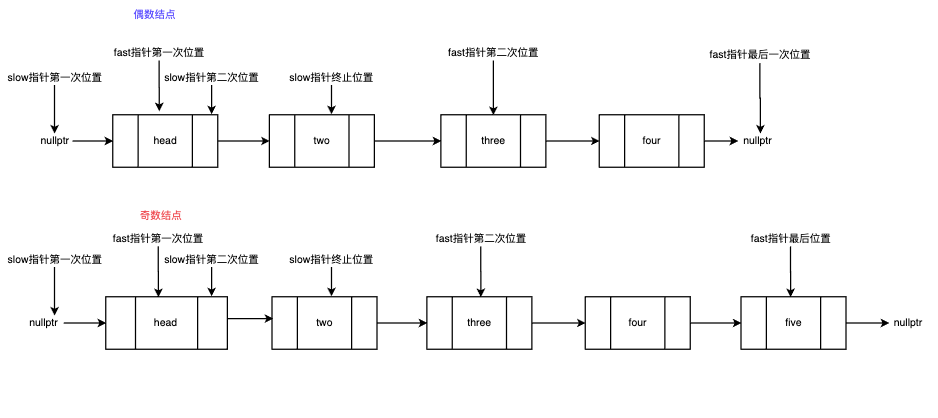 偶数结点
fast指针第一次位置
fast指针第二次位置
fast指针最后一次位置
slow指针第一次位置
slow指针第二次位置
slow指针终止位置
nullptr
head
two
three
four
nullptr
奇数结点
fast指针第一次位置
fast指针第二次位置
fast指针最后位置
slow指针第一次位置
slow指针第二次位置
slow指针终止位置
nullptr
head
two
three
four
five
nullptr